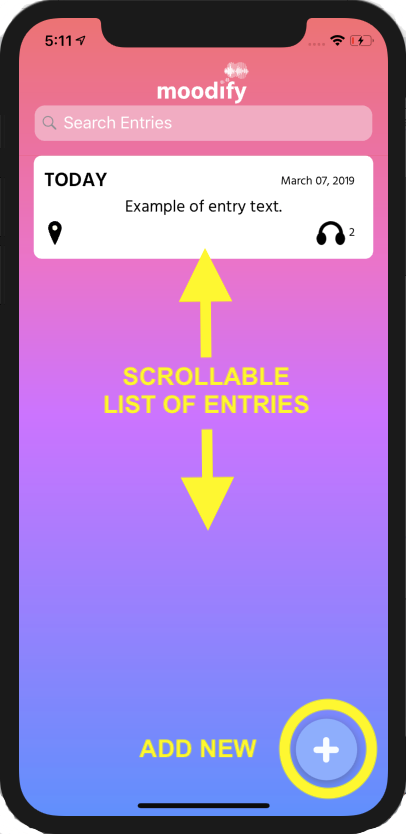 5:11
moodify
Search Entries
TODAY
March 07, 2019
Example of entry text.
2
SCROLLABLE
LIST OF ENTRIES
ADD NEW